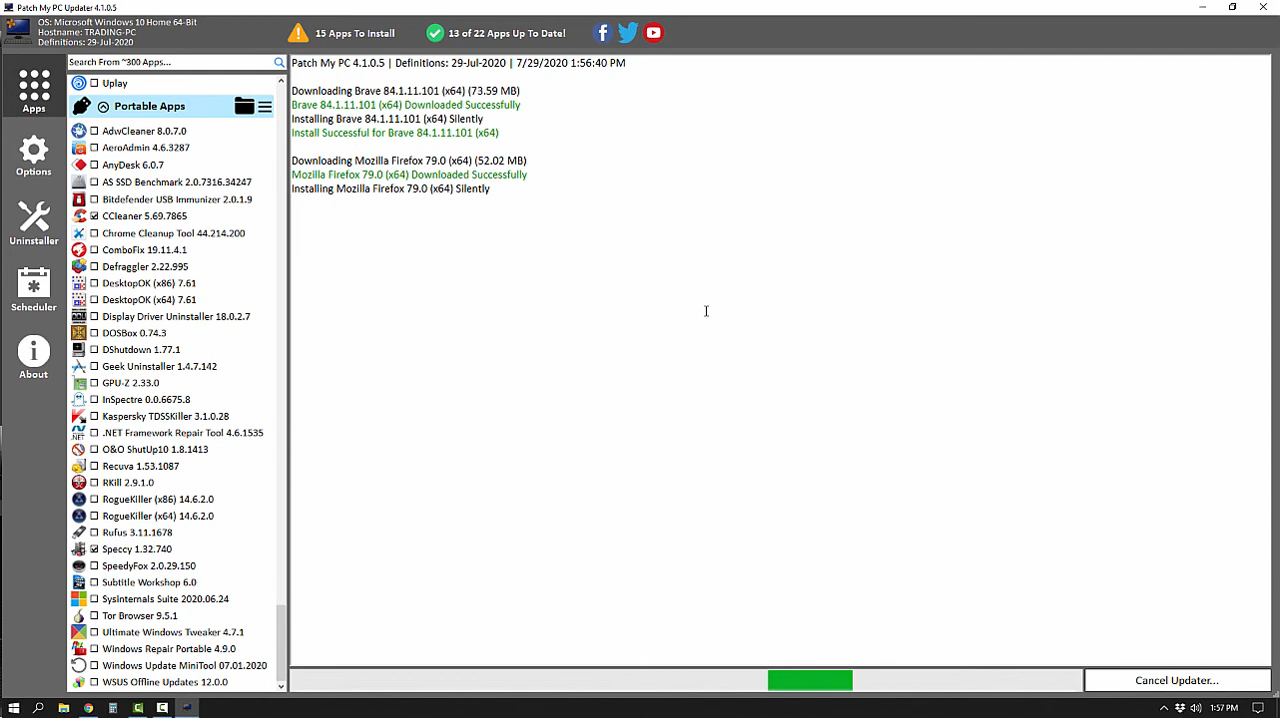 Patch My PC Updater 4.1.0.5
OS: Microsoft Windows 10 Home 64-Bit
Hostname: TRADING-PC
Definitions: 29-Jul-2020
15 Apps To Install
13 of 22 Apps Up To Date!
Apps
Options
Uninstaller
Scheduler
About
Search From ~300 Apps...
Uplay
Portable Apps
AdwCleaner 8.0.7.0
AeroAdmin 4.6.3287
AnyDesk 6.0.7
AS SSD Benchmark 2.0.7316.34247
Bitdefender USB Immunizer 2.0.1.9
CCleaner 5.69.7865
Chrome Cleanup Tool 44.214.200
ComboFix 19.11.4.1
Defraggler 2.22.995
DesktopOK (x86) 7.61
DesktopOK (x64) 7.61
Display Driver Uninstaller 18.0.2.7
DOSBox 0.74.3
DShutdown 1.77.1
Geek Uninstaller 1.4.7.142
GPU-Z 2.33.0
InSpectre 0.0.6675.8
Kaspersky TDSSKiller 3.1.0.28
.NET Framework Repair Tool 4.6.1535
O&O ShutUp10 1.8.1413
Recuva 1.53.1087
RKill 2.9.1.0
RogueKiller (x86) 14.6.2.0
RogueKiller (x64) 14.6.2.0
Rufus 3.11.1678
Speccy 1.32.740
SpeedyFox 2.0.29.150
Subtitle Workshop 6.0
Sysinternals Suite 2020.06.24
Tor Browser 9.5.1
Ultimate Windows Tweaker 4.7.1
Windows Repair Portable 4.9.0
Windows Update MiniTool 07.01.2020
WSUS Offline Updates 12.0.0
Patch My PC 4.1.0.5 | Definitions: 29-Jul-2020 | 7/29/2020 1:56:40 PM
Downloading Brave 84.1.11.101 (x64) (73.59 MB)
Brave 84.1.11.101 (x64) Downloaded Successfully
Installing Brave 84.1.11.101 (x64) Silently
Install Successful for Brave 84.1.11.101 (x64)
Downloading Mozilla Firefox 79.0 (x64) (52.02 MB)
Mozilla Firefox 79.0 (x64) Downloaded Successfully
Installing Mozilla Firefox 79.0 (x64) Silently
Cancel Updater...
1:57 PM